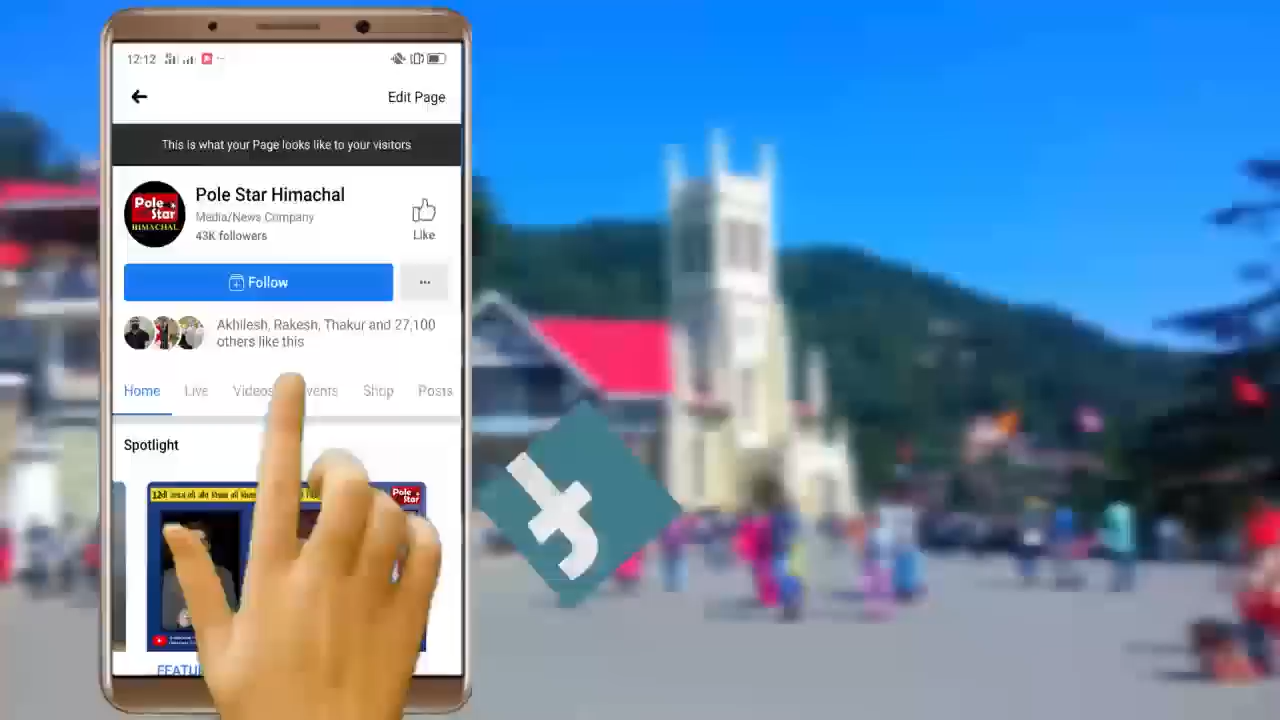 12:12
Edit Page
This is what your Page looks like to your visitors
Pole Star Himachal
Media/News Company
43K followers
Like
Pole
Star
HIMACHAL
Follow
Akhilesh, Rakesh, Thakur and 27,100
others like this
Home Live Videos vents Shop Posts
Spotlight
12वीं
Pole
Star
FEATU
f